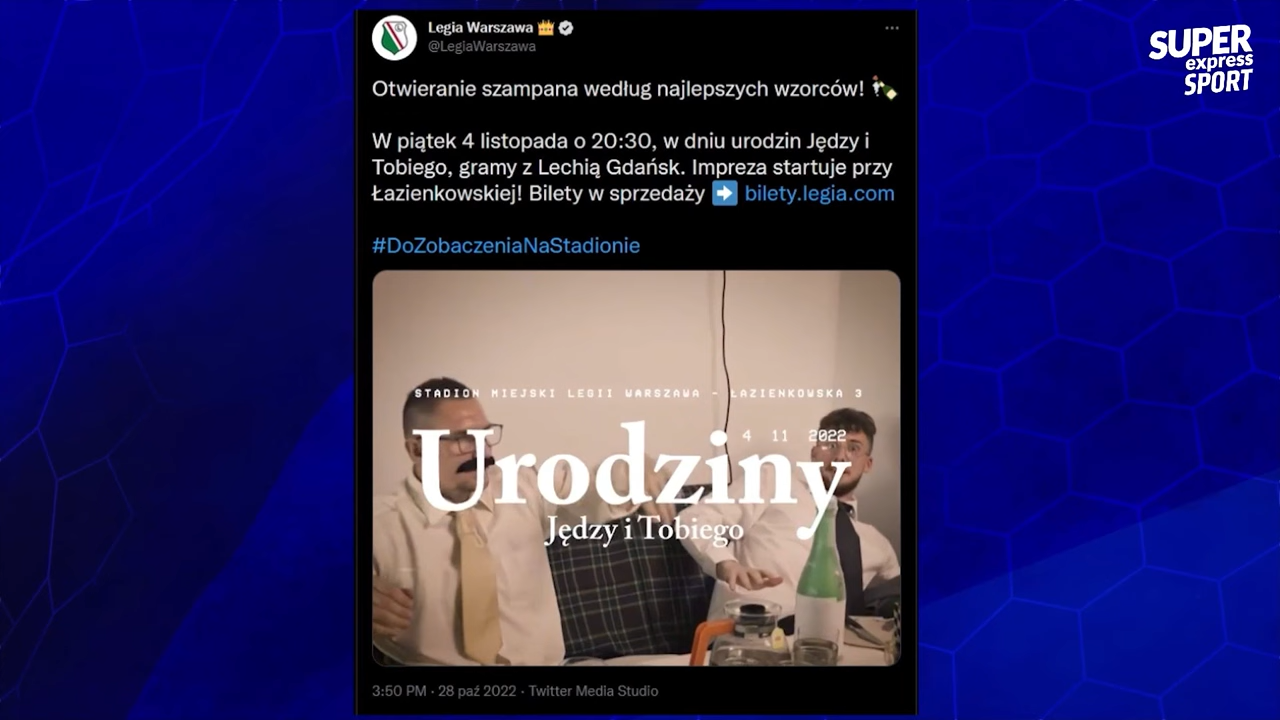 Legia Warszawa
@LegiaWarszawa
SUPER
express
SPORT
Otwieranie szampana według najlepszych wzorców!
W piątek 4 listopada o 20:30, w dniu urodzin Jędzy i
Tobiego, gramy z Lechią Gdańsk. Impreza startuje przy
Łazienkowskiej! Bilety w sprzedaży ➡ bilety.legia.com
#DoZobaczeniaNaStadionie
STADION MIEJSKI LEGII WARSZAWA - ŁAZIENKOWSKA 3
4 11 2022
Urodziny
Jędzy i Tobiego
3:50 PM · 28 paź 2022 · Twitter Media Studio